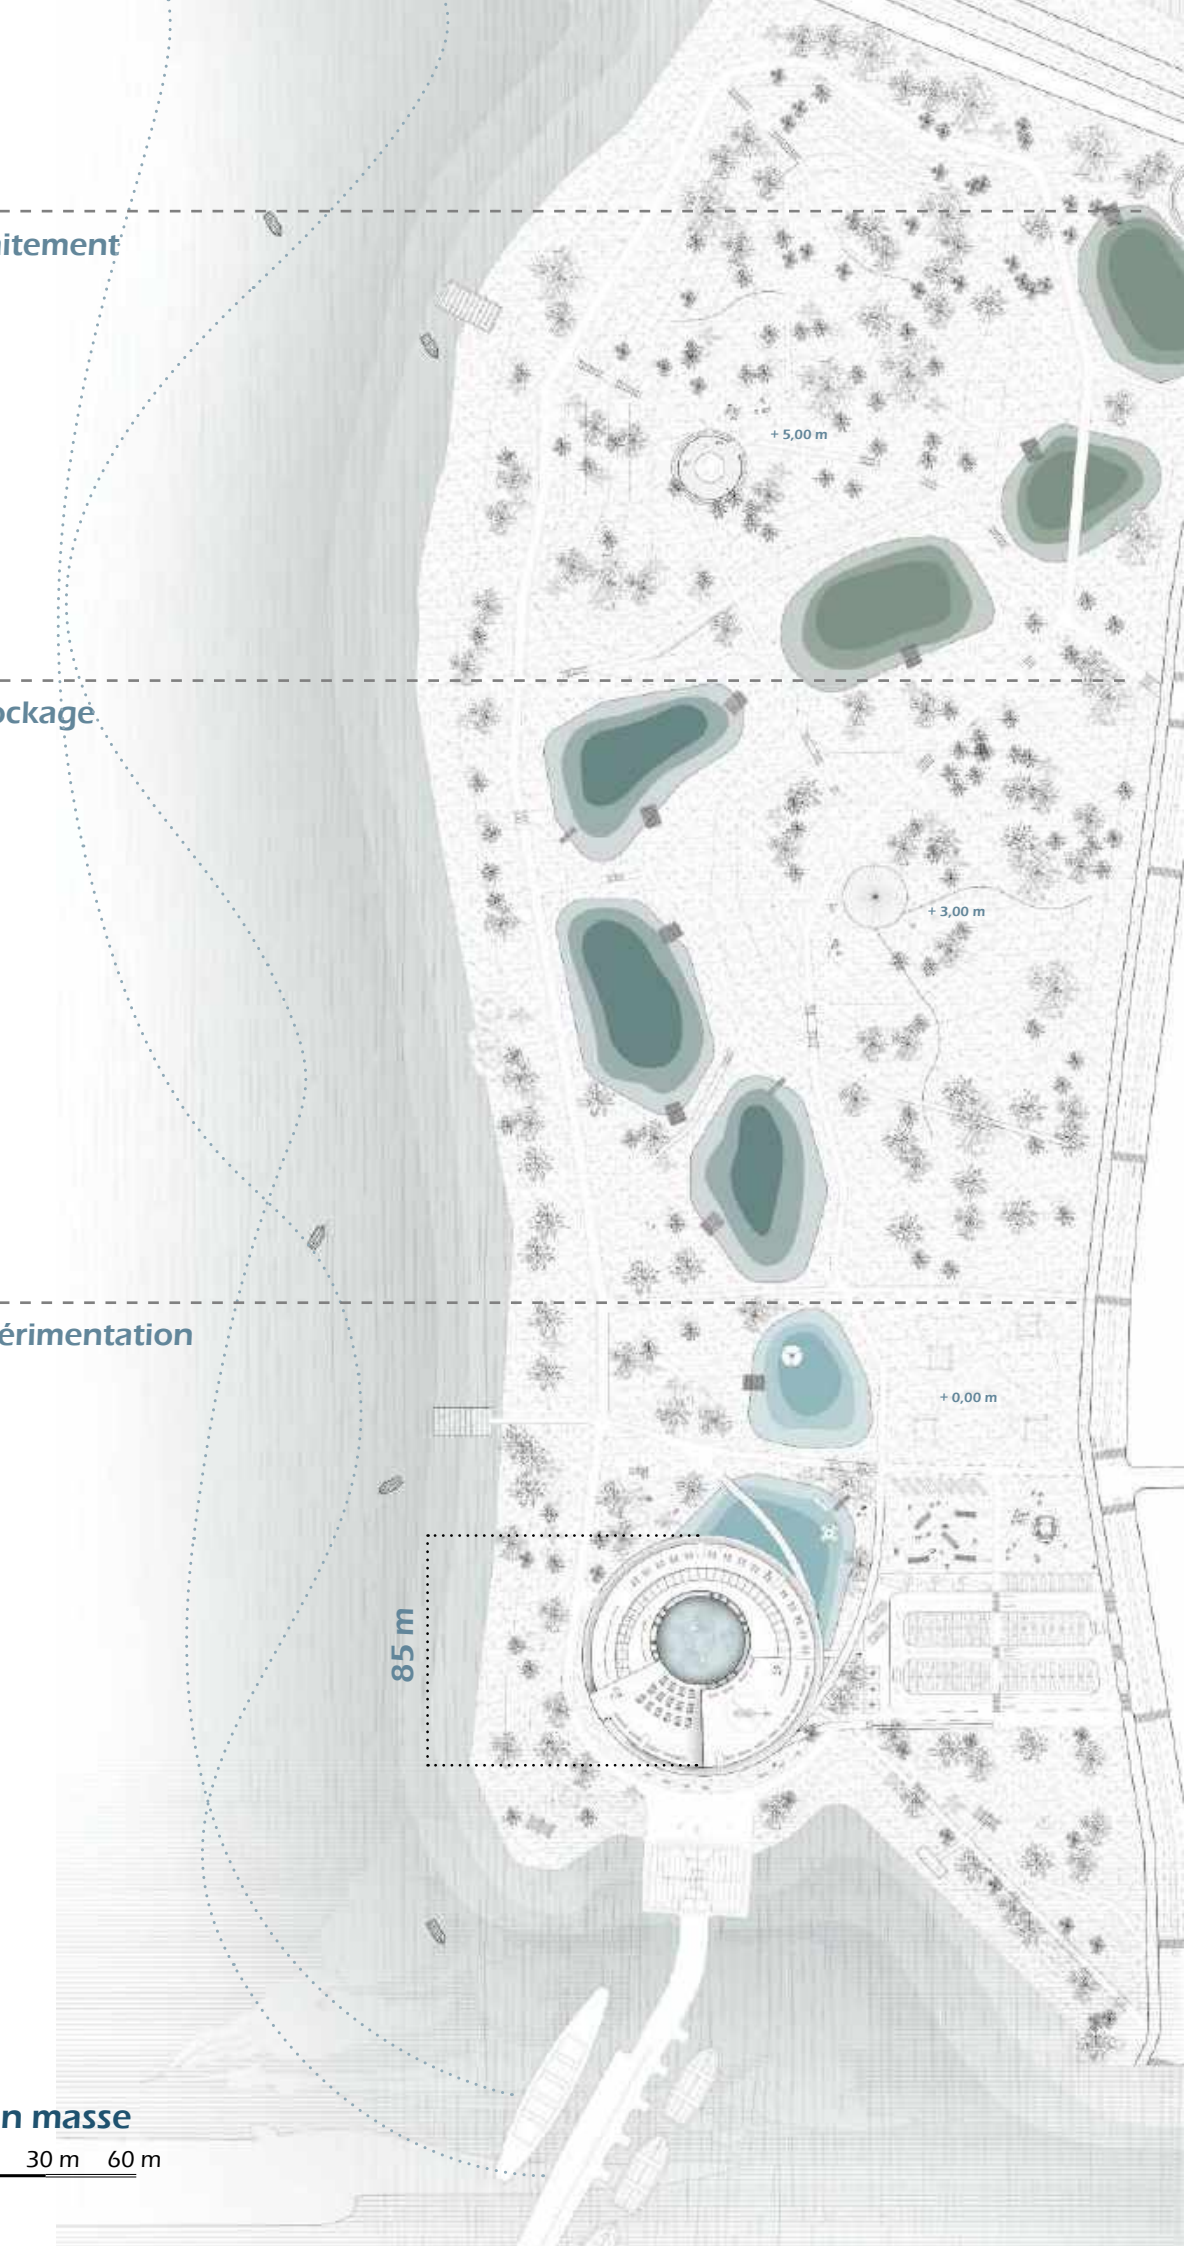 itement
+ 5,00 m
ockage
+ 3,00 m
érimentation
+ 0,00 m
85 m
n masse
30 m 60 m